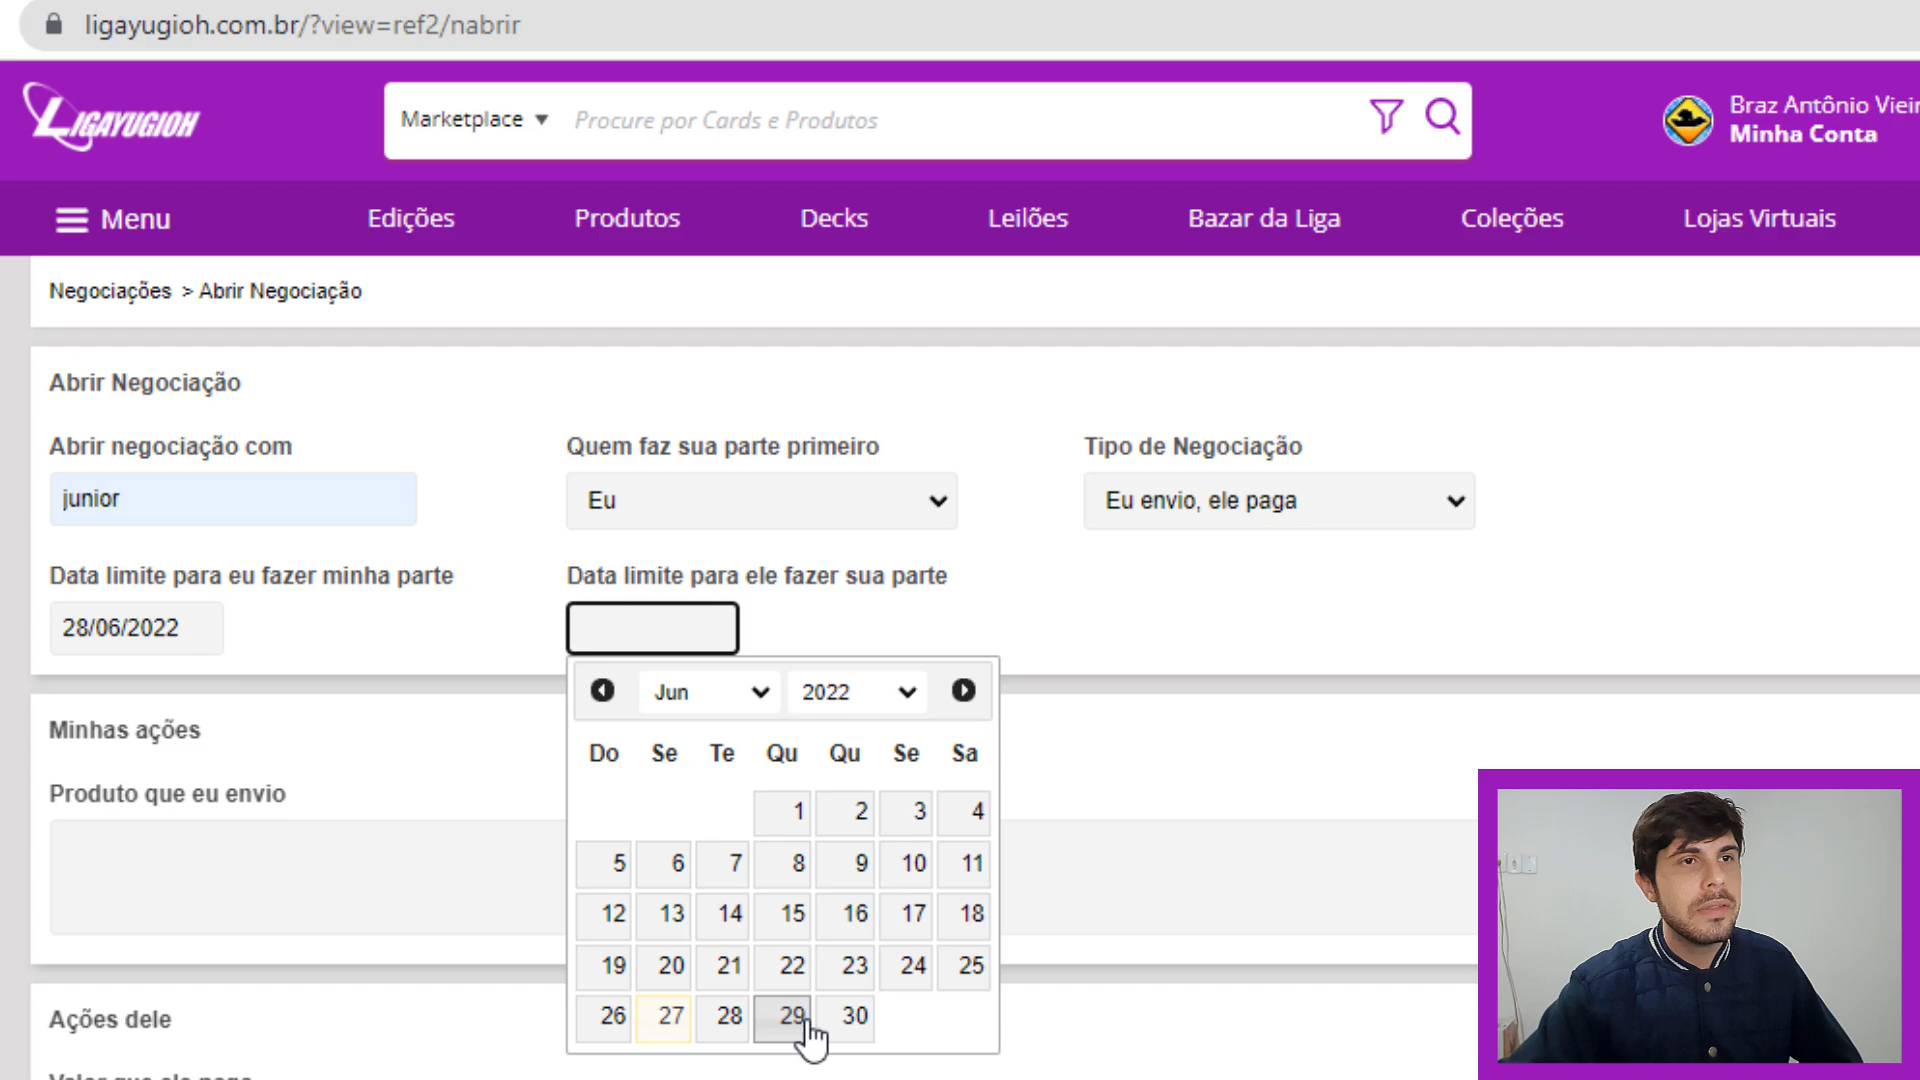 ligayugioh.com.br/?view=ref2/nabrir
LIGAYUGIOH
Marketplace
Procure por Cards e Produtos
Braz Antônio Vieir
Minha Conta
Menu
Edições
Produtos
Decks
Leilões
Bazar da Liga
Coleções
Lojas Virtuais
Negociações > Abrir Negociação
Abrir Negociação
Abrir negociação com
Quem faz sua parte primeiro
Tipo de Negociação
junior
Eu
Eu envio, ele paga
Data limite para eu fazer minha parte
Data limite para ele fazer sua parte
28/06/2022
Jun
2022
Do Se Te Qu Qu Se Sa
1 2 3 4
5 6 7 8 9 10 11
12 13 14 15 16 17 18
19 20 21 22 23 24 25
26 27 28 29 30
Minhas ações
Produto que eu envio
Ações dele
Valor que ele paga